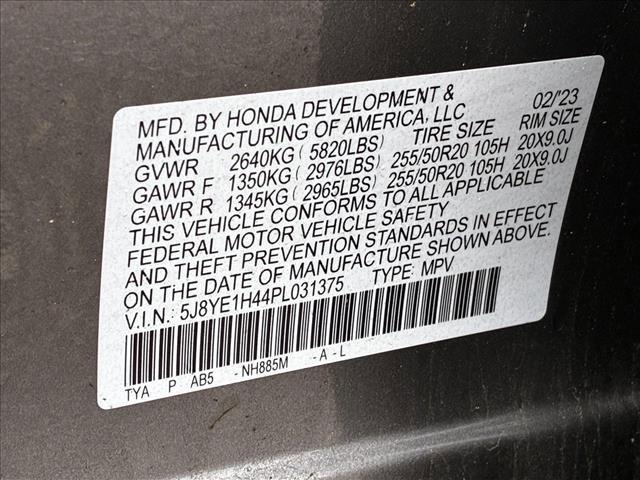 MFD. BY HONDA DEVELOPMENT & 02/'23
MANUFACTURING OF AMERICA, LLC
GVWR 2640KG ( 5820LBS) TIRE SIZE RIM SIZE
GAWR F 1350KG ( 2976LBS) 255/50R20 105H 20X9.0J
GAWR R 1345KG ( 2965LBS) 255/50R20 105H 20X9.0J
THIS VEHICLE CONFORMS TO ALL APPLICABLE
FEDERAL MOTOR VEHICLE SAFETY
AND THEFT PREVENTION STANDARDS IN EFFECT
ON THE DATE OF MANUFACTURE SHOWN ABOVE.
V.I.N.: 5J8YE1H44PL031375 TYPE: MPV
TYA P AB5 -NH885M -A-L